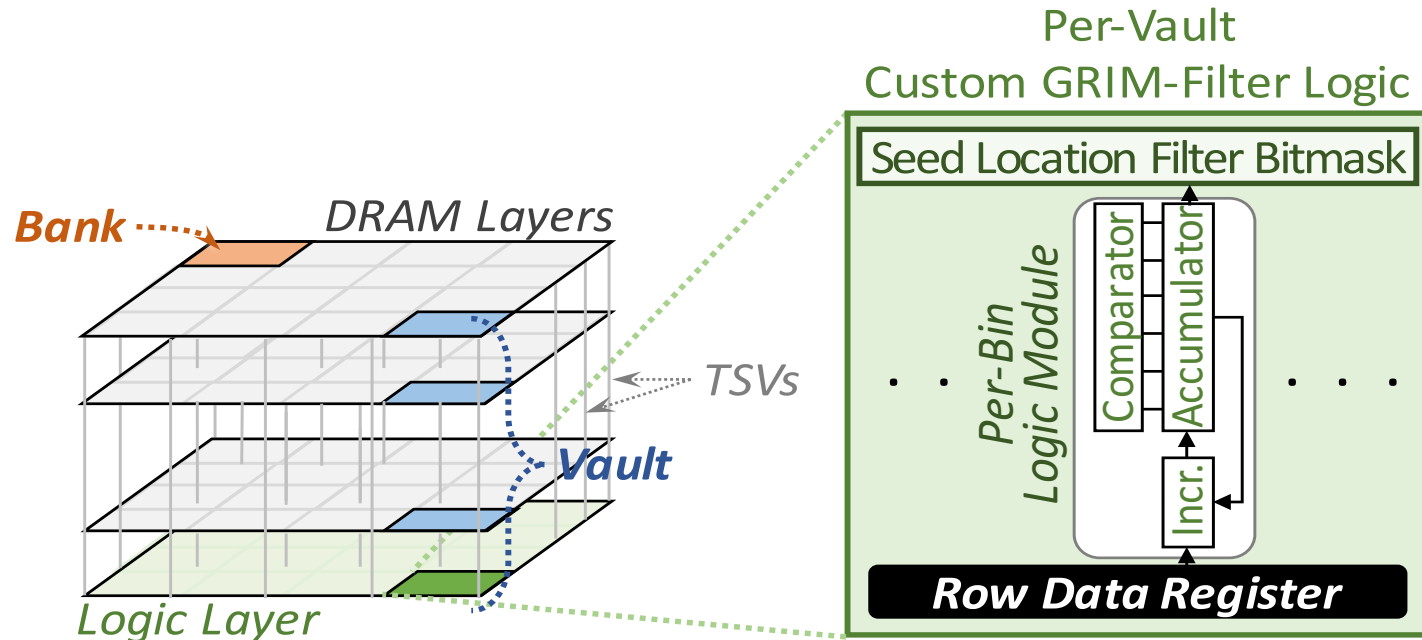 Per-Vault
Custom GRIM-Filter Logic
Seed Location Filter Bitmask
Bank
DRAM Layers
TSVs
Vault
Logic Layer
Per-Bin
Logic Module
Comparator
Accumulator
Incr.
. .
. . .
Row Data Register